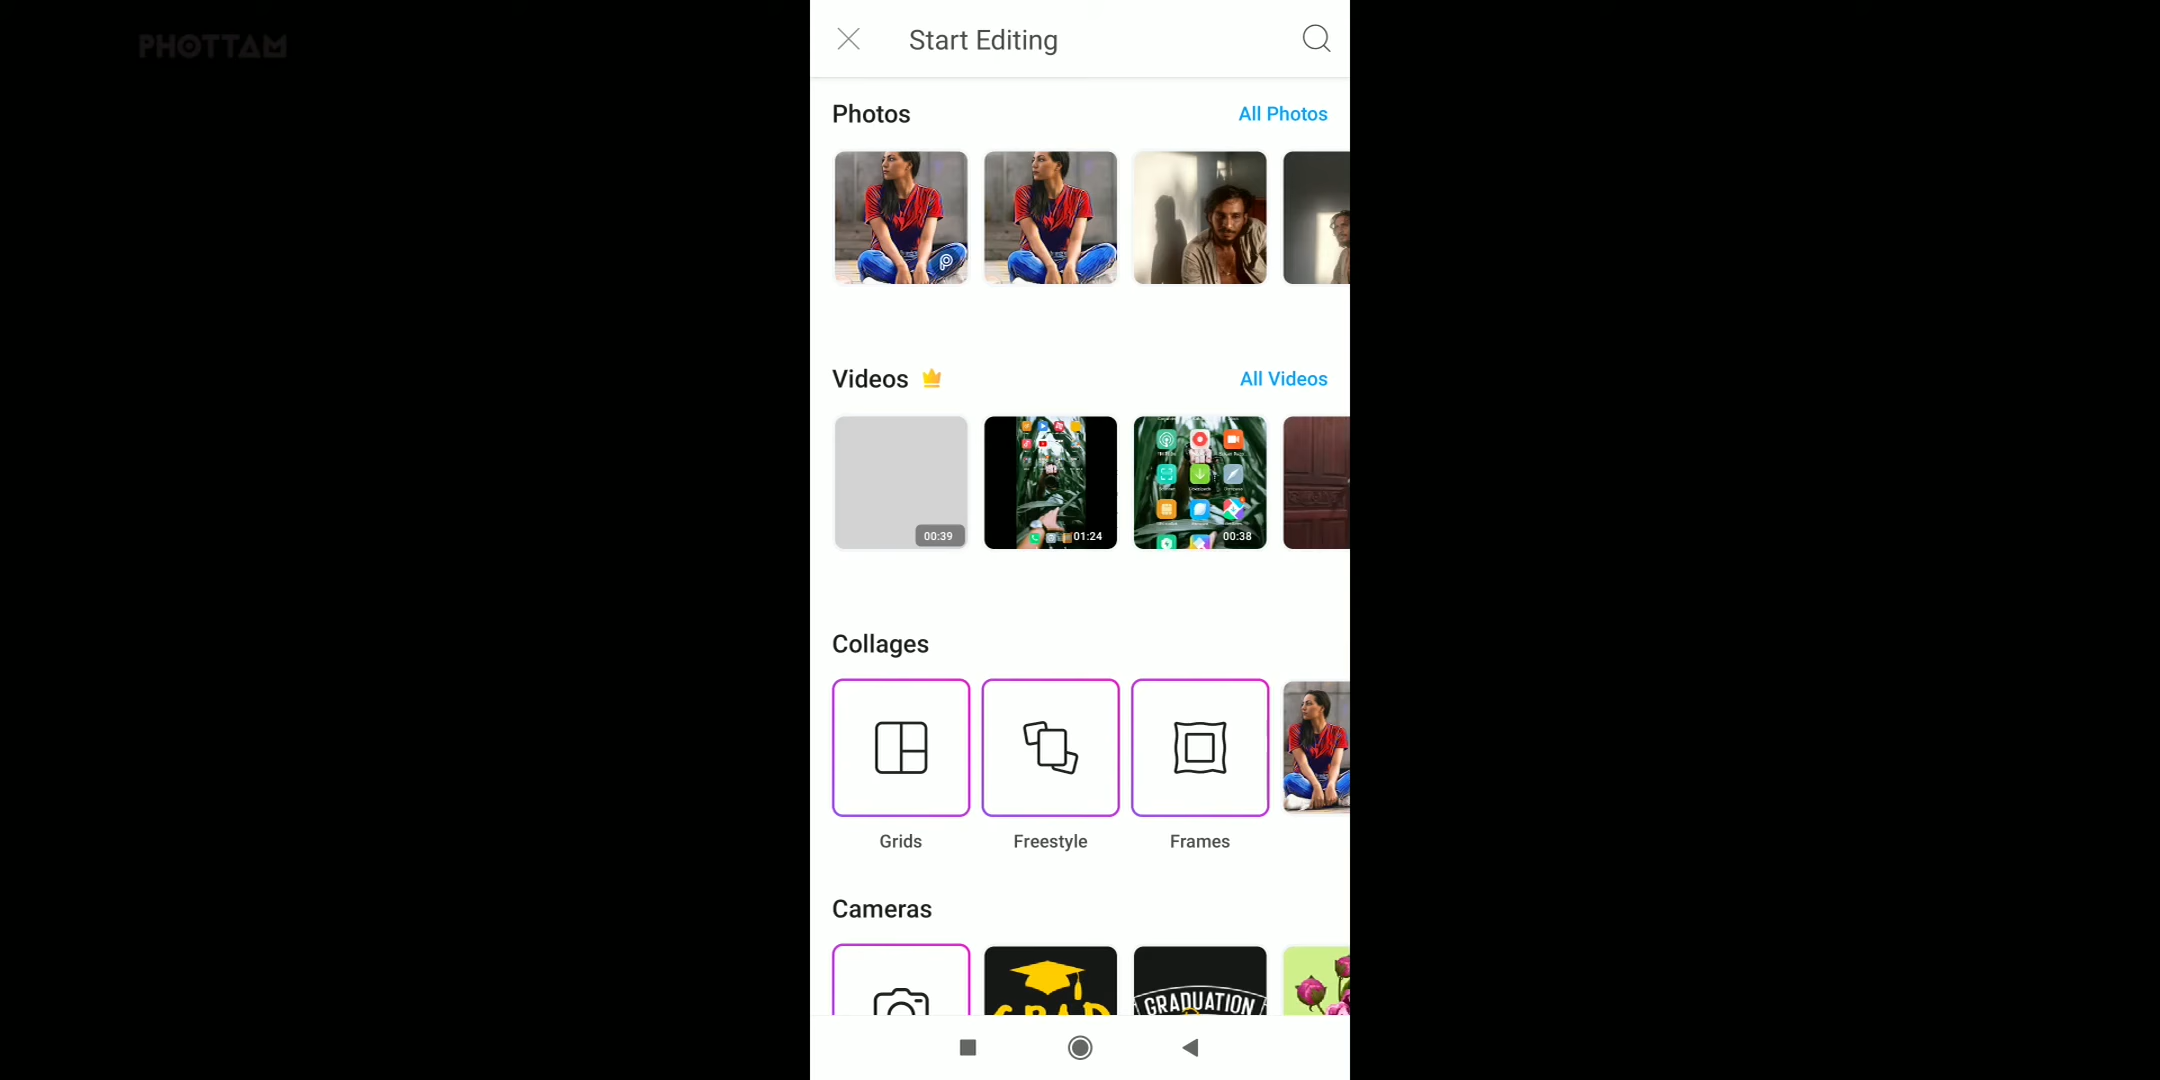 PHOTTAM
Start Editing
Photos
All Photos
Videos
All Videos
00:39
01:24
00:38
Collages
Grids
Freestyle
Frames
Cameras
GRAD
GRADUATION